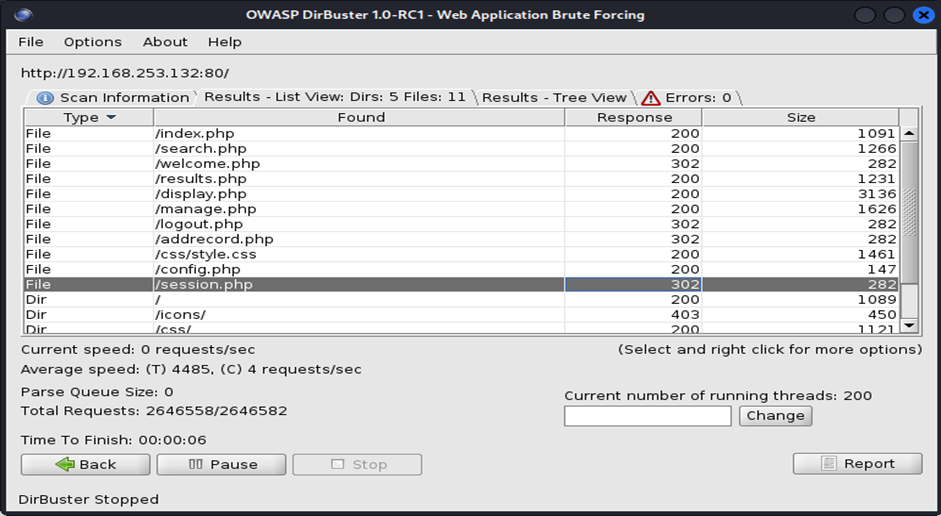 OWASP DirBuster 1.0-RC1 - Web Application Brute Forcing
File Options About Help
http://192.168.253.132:80/
Scan Information Results - List View: Dirs: 5 Files: 11 Results - Tree View Errors: 0
Type Found Response Size
File /index.php 200 1091
File /search.php 200 1266
File /welcome.php 302 282
File /results.php 200 1231
File /display.php 200 3136
File /manage.php 200 1626
File /logout.php 302 282
File /addrecord.php 302 282
File /css/style.css 200 1461
File /config.php 200 147
File /session.php 302 282
Dir / 200 1089
Dir /icons/ 403 450
Dir /css/ 200 1121
Current speed: 0 requests/sec (Select and right click for more options)
Average speed: (T) 4485, (C) 4 requests/sec
Parse Queue Size: 0 Current number of running threads: 200
Total Requests: 2646558/2646582 Change
Time To Finish: 00:00:06
Back Pause Stop Report
DirBuster Stopped